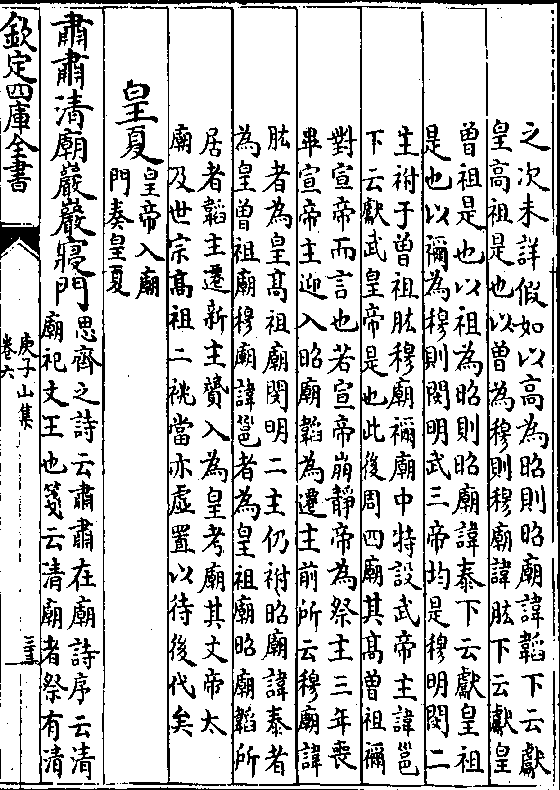 之次未詳假如以高為昭則昭廟諱韜下云獻
皇高祖是也以曾為穆則穆廟諱肱下云獻皇
曾祖是也以祖為昭則昭廟諱泰下云獻皇祖
是也以禰為穆則閔明武三帝均是穆明閔二
主祔于曾祖肱穆廟禰廟中特設武帝主諱邕
下云獻武皇帝是也此後周四廟其高曾祖禰
對宣帝而言也若宣帝崩靜帝為祭主三年喪
畢宣帝主迎入昭廟韜為遷主前所云穆廟諱
肱者為皇高祖廟閔明二主仍祔昭廟諱泰者
為皇曾祖廟穆廟諱邕者為皇祖廟昭廟韜所
居者韜主遷新主贇入為皇考廟其文帝太
廟及世宗高祖二祧當亦虛置以待後代矣
皇夏皇帝入廟
門奏皇夏
肅肅清廟巖巖寢門思齊之詩云肅肅在廟詩序云清
廟祀文王也箋云清廟者祭有清
欽定四庫全書
庾子山集
卷六
三十三